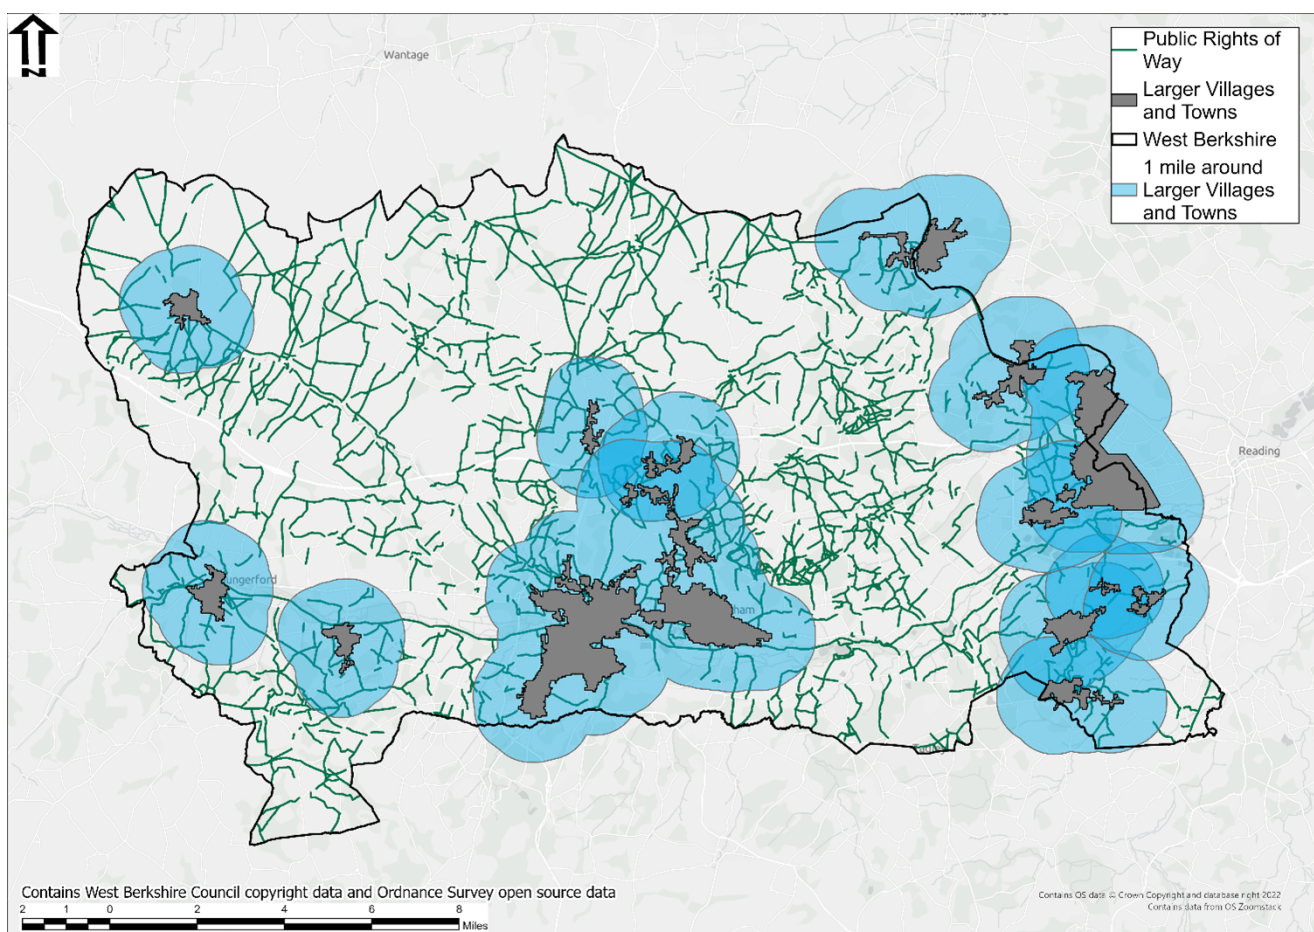 Wallingford
Wantage
N
Public Rights of
Way
Larger Villages
and Towns
West Berkshire
1 mile around
Larger Villages
and Towns
Reading
ungerford
ham
Contains West Berkshire Council copyright data and Ordnance Survey open source data
2 1 0 2 4 6 8
Miles
Contains OS data © Crown Copyright and database right 2022
Contains data from OS Zoomstack